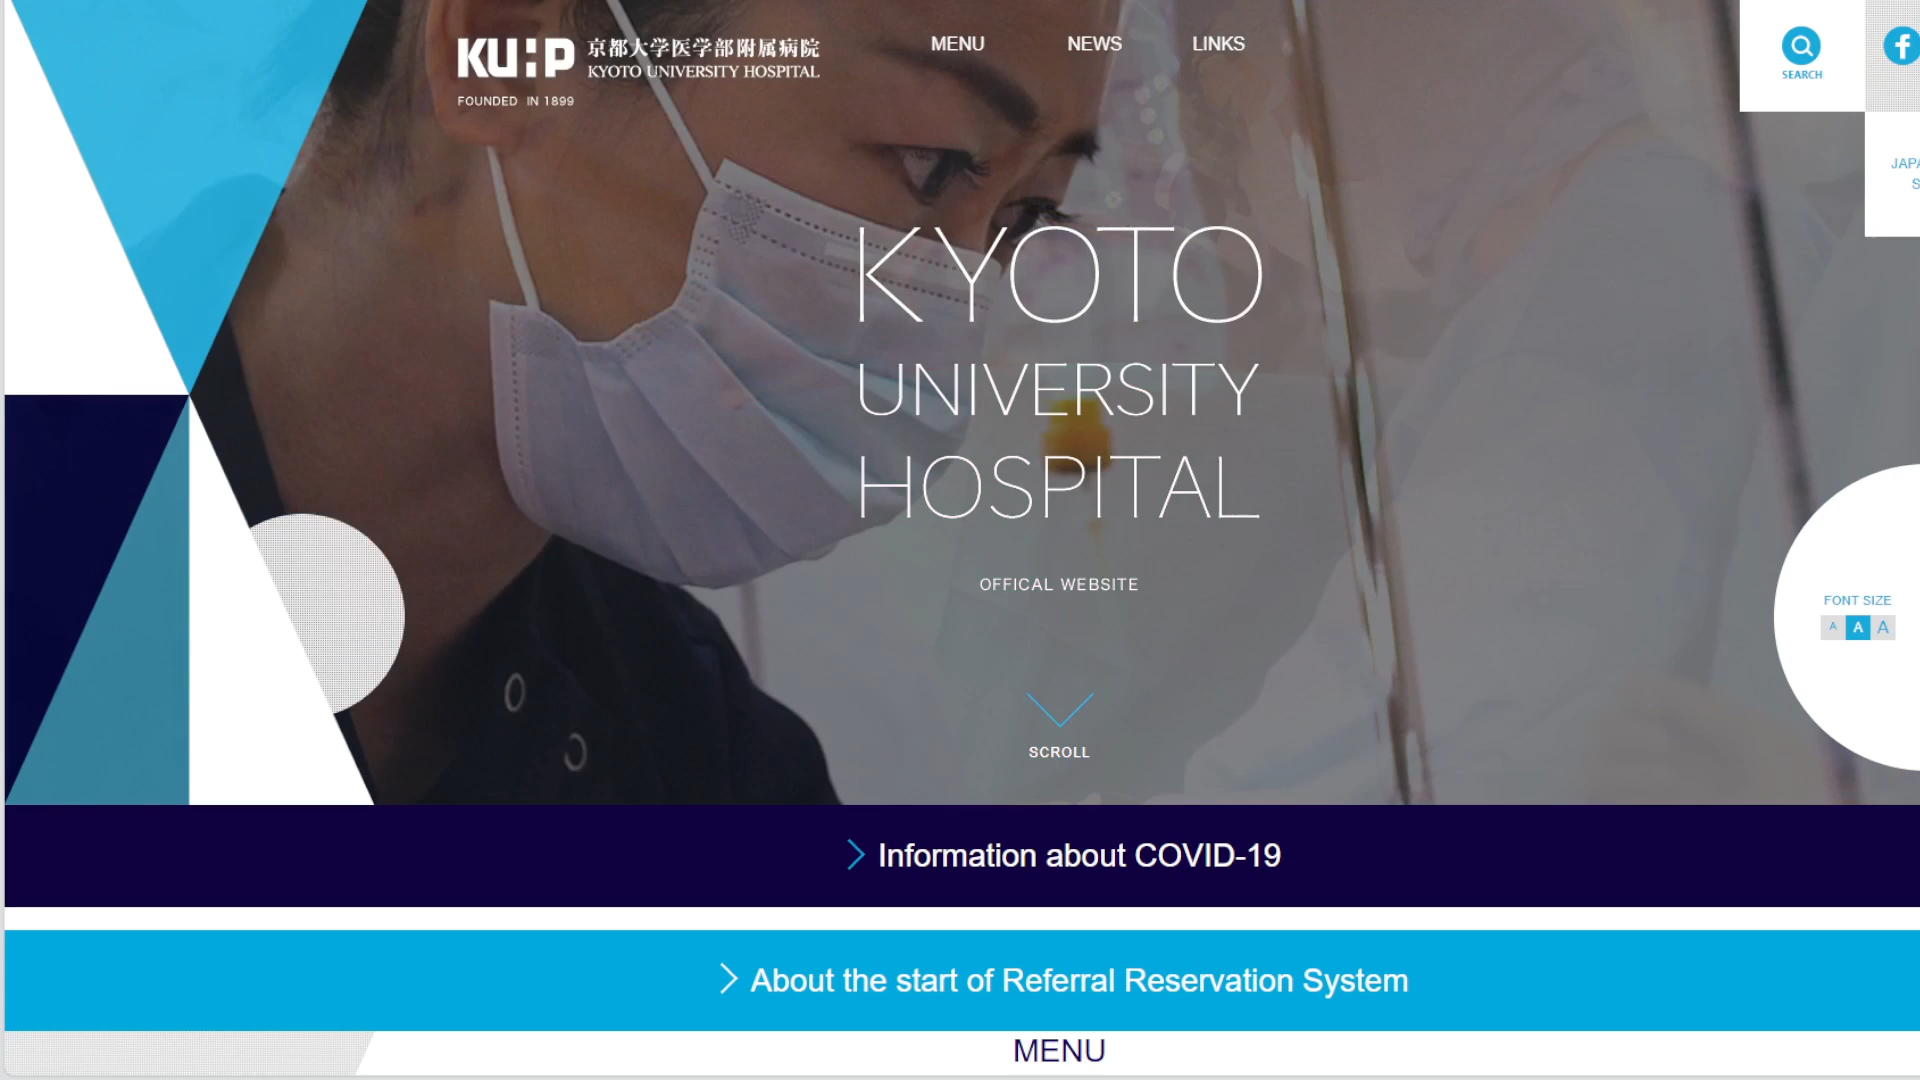 KUHP 京都大学医学部附属病院
KYOTO UNIVERSITY HOSPITAL
FOUNDED IN 1899
MENU NEWS LINKS
SEARCH
KYOTO
UNIVERSITY
HOSPITAL
OFFICAL WEBSITE
SCROLL
FONT SIZE
A A A
Information about COVID-19
About the start of Referral Reservation System
MENU